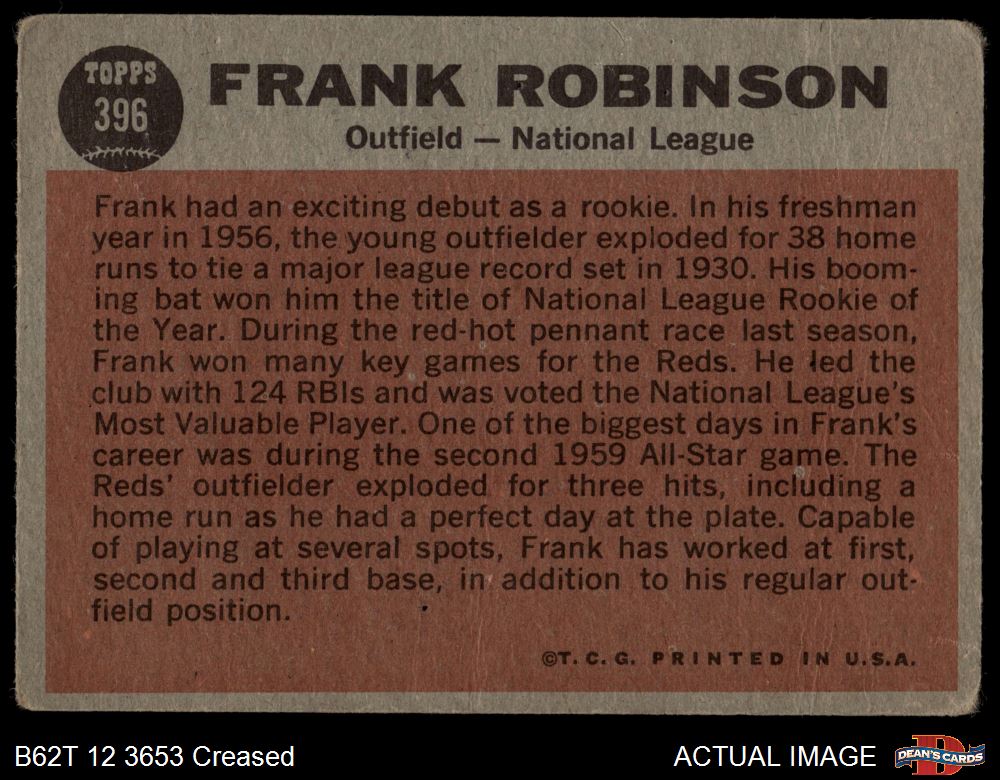 TOPPS
396
FRANK ROBINSON
Outfield — National League
Frank had an exciting debut as a rookie. In his freshman
year in 1956, the young outfielder exploded for 38 home
runs to tie a major league record set in 1930. His boom-
ing bat won him the title of National League Rookie of
the Year. During the red-hot pennant race last season,
Frank won many key games for the Reds. He led the
club with 124 RBIs and was voted the National League's
Most Valuable Player. One of the biggest days in Frank's
career was during the second 1959 All-Star game. The
Reds' outfielder exploded for three hits, including a
home run as he had a perfect day at the plate. Capable
of playing at several spots, Frank has worked at first,
second and third base, in addition to his regular out-
field position.
©T. C. G. PRINTED IN U.S.A.
B62T 12 3653 Creased
ACTUAL IMAGE
DEAN'S CARDS